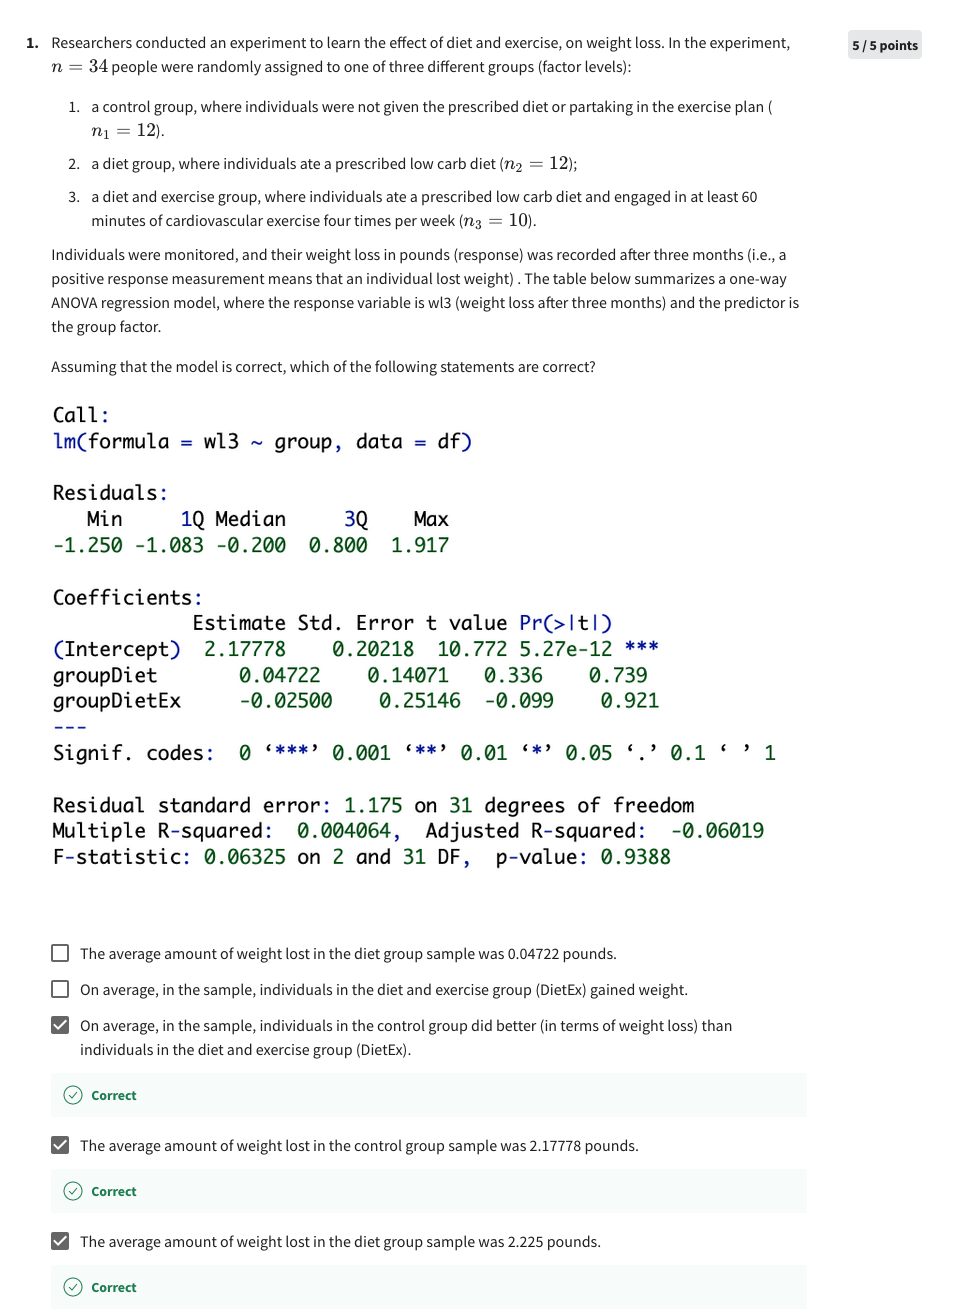 1. Researchers conducted an experiment to learn the effect of diet and exercise, on weight loss. In the experiment,
5 / 5 points
n = 34 people were randomly assigned to one of three different groups (factor levels):
1. a control group, where individuals were not given the prescribed diet or partaking in the exercise plan (
n₁ = 12).
2. a diet group, where individuals ate a prescribed low carb diet (n₂ = 12);
3. a diet and exercise group, where individuals ate a prescribed low carb diet and engaged in at least 60
minutes of cardiovascular exercise four times per week (n₃ = 10).
Individuals were monitored, and their weight loss in pounds (response) was recorded after three months (i.e., a
positive response measurement means that an individual lost weight) . The table below summarizes a one-way
ANOVA regression model, where the response variable is wl3 (weight loss after three months) and the predictor is
the group factor.
Assuming that the model is correct, which of the following statements are correct?
Call:
lm(formula = wl3 ~ group, data = df)
Residuals:
Min 1Q Median 3Q Max
-1.250 -1.083 -0.200 0.800 1.917
Coefficients:
Estimate Std. Error t value Pr(>|t|)
(Intercept) 2.17778 0.20218 10.772 5.27e-12 ***
groupDiet 0.04722 0.14071 0.336 0.739
groupDietEx -0.02500 0.25146 -0.099 0.921
---
Signif. codes: 0 ‘***’ 0.001 ‘**’ 0.01 ‘*’ 0.05 ‘.’ 0.1 ‘ ’ 1
Residual standard error: 1.175 on 31 degrees of freedom
Multiple R-squared: 0.004064, Adjusted R-squared: -0.06019
F-statistic: 0.06325 on 2 and 31 DF, p-value: 0.9388
The average amount of weight lost in the diet group sample was 0.04722 pounds.
On average, in the sample, individuals in the diet and exercise group (DietEx) gained weight.
On average, in the sample, individuals in the control group did better (in terms of weight loss) than
individuals in the diet and exercise group (DietEx).
Correct
The average amount of weight lost in the control group sample was 2.17778 pounds.
Correct
The average amount of weight lost in the diet group sample was 2.225 pounds.
Correct